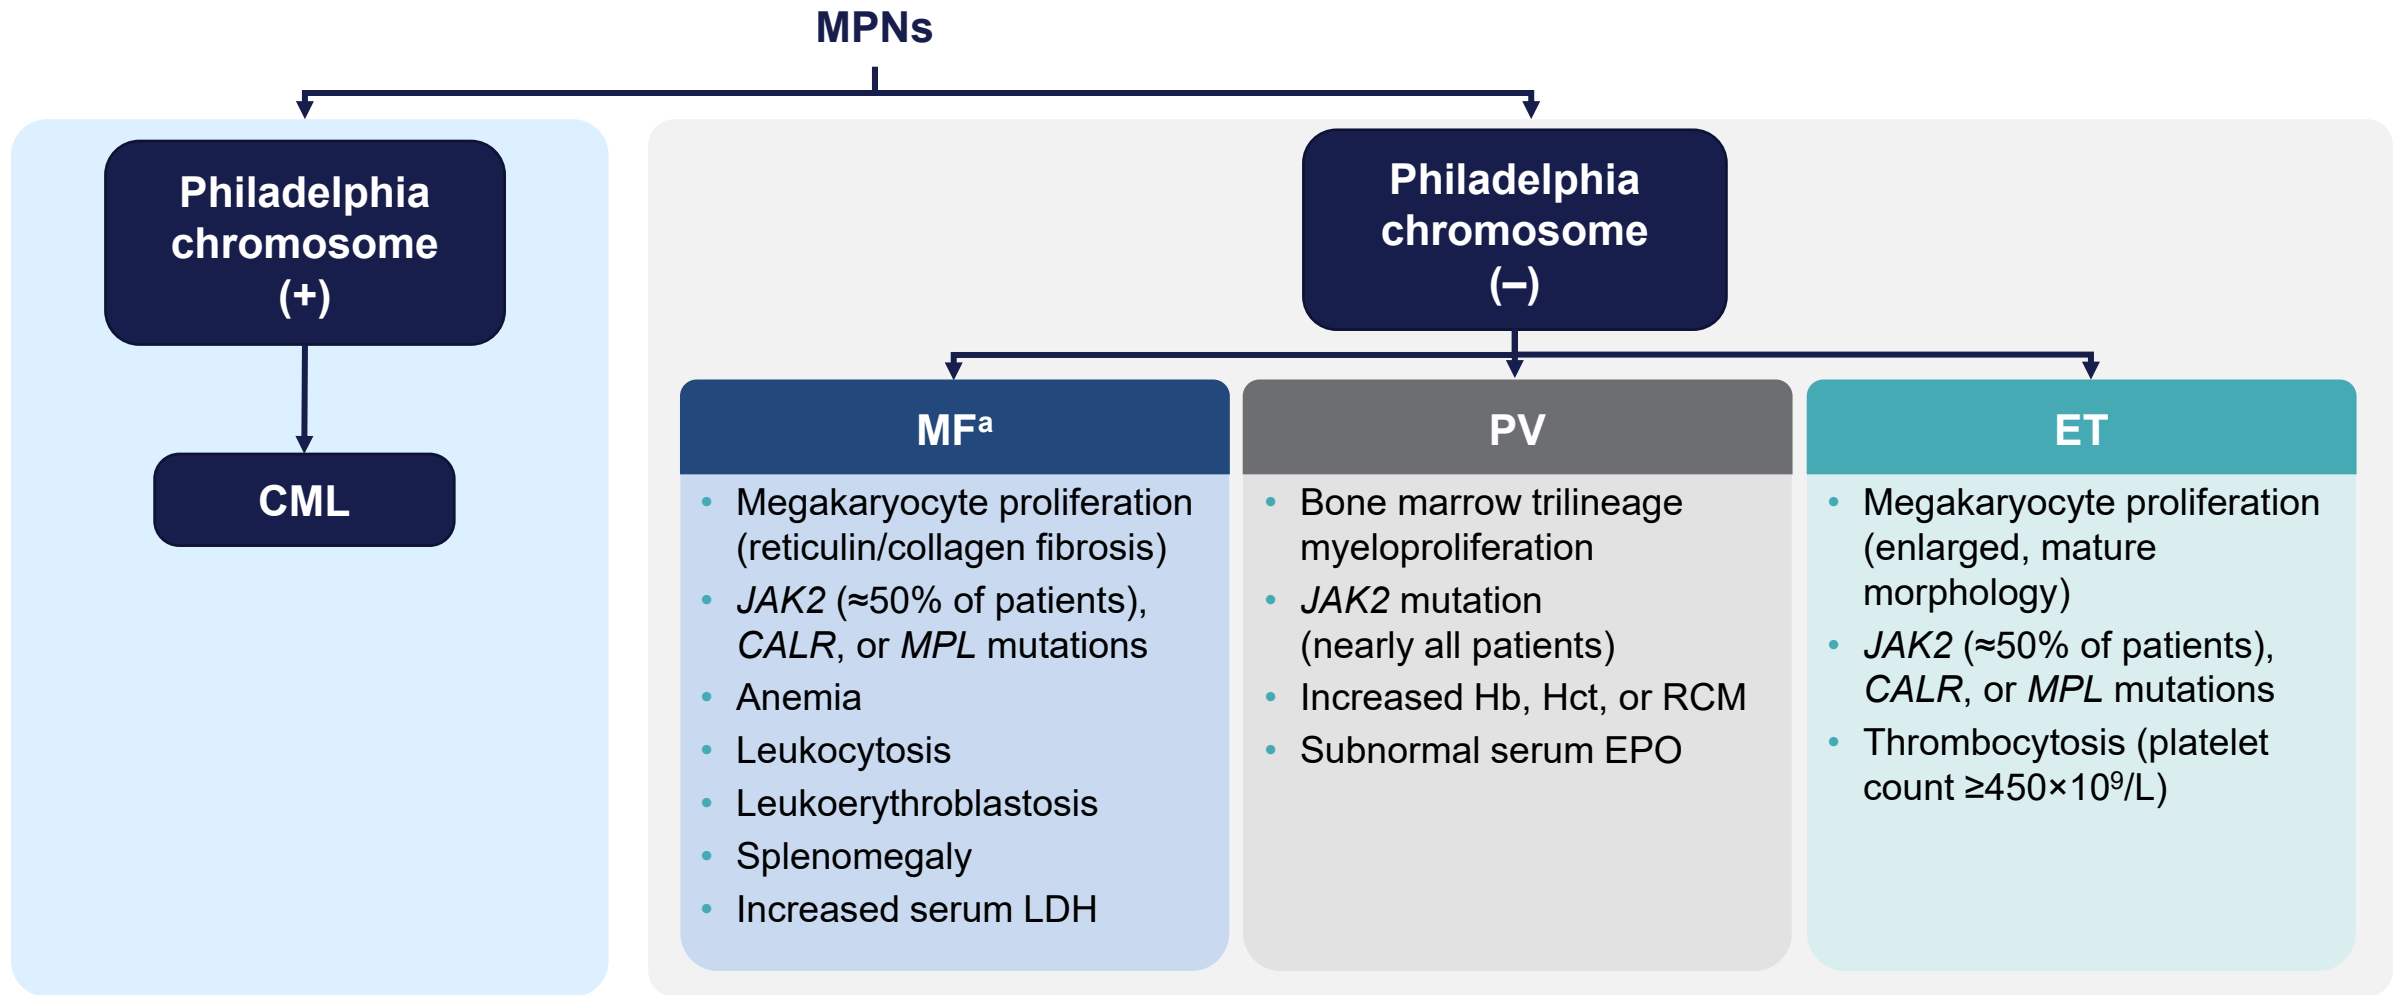 MPNs
Philadelphia
chromosome
(+)
CML
Philadelphia
chromosome
(–)
MFᵃ
• Megakaryocyte proliferation
(reticulin/collagen fibrosis)
• JAK2 (≈50% of patients),
CALR, or MPL mutations
• Anemia
• Leukocytosis
• Leukoerythroblastosis
• Splenomegaly
• Increased serum LDH
PV
• Bone marrow trilineage
myeloproliferation
• JAK2 mutation
(nearly all patients)
• Increased Hb, Hct, or RCM
• Subnormal serum EPO
ET
• Megakaryocyte proliferation
(enlarged, mature
morphology)
• JAK2 (≈50% of patients),
CALR, or MPL mutations
• Thrombocytosis (platelet
count ≥450×10⁹/L)